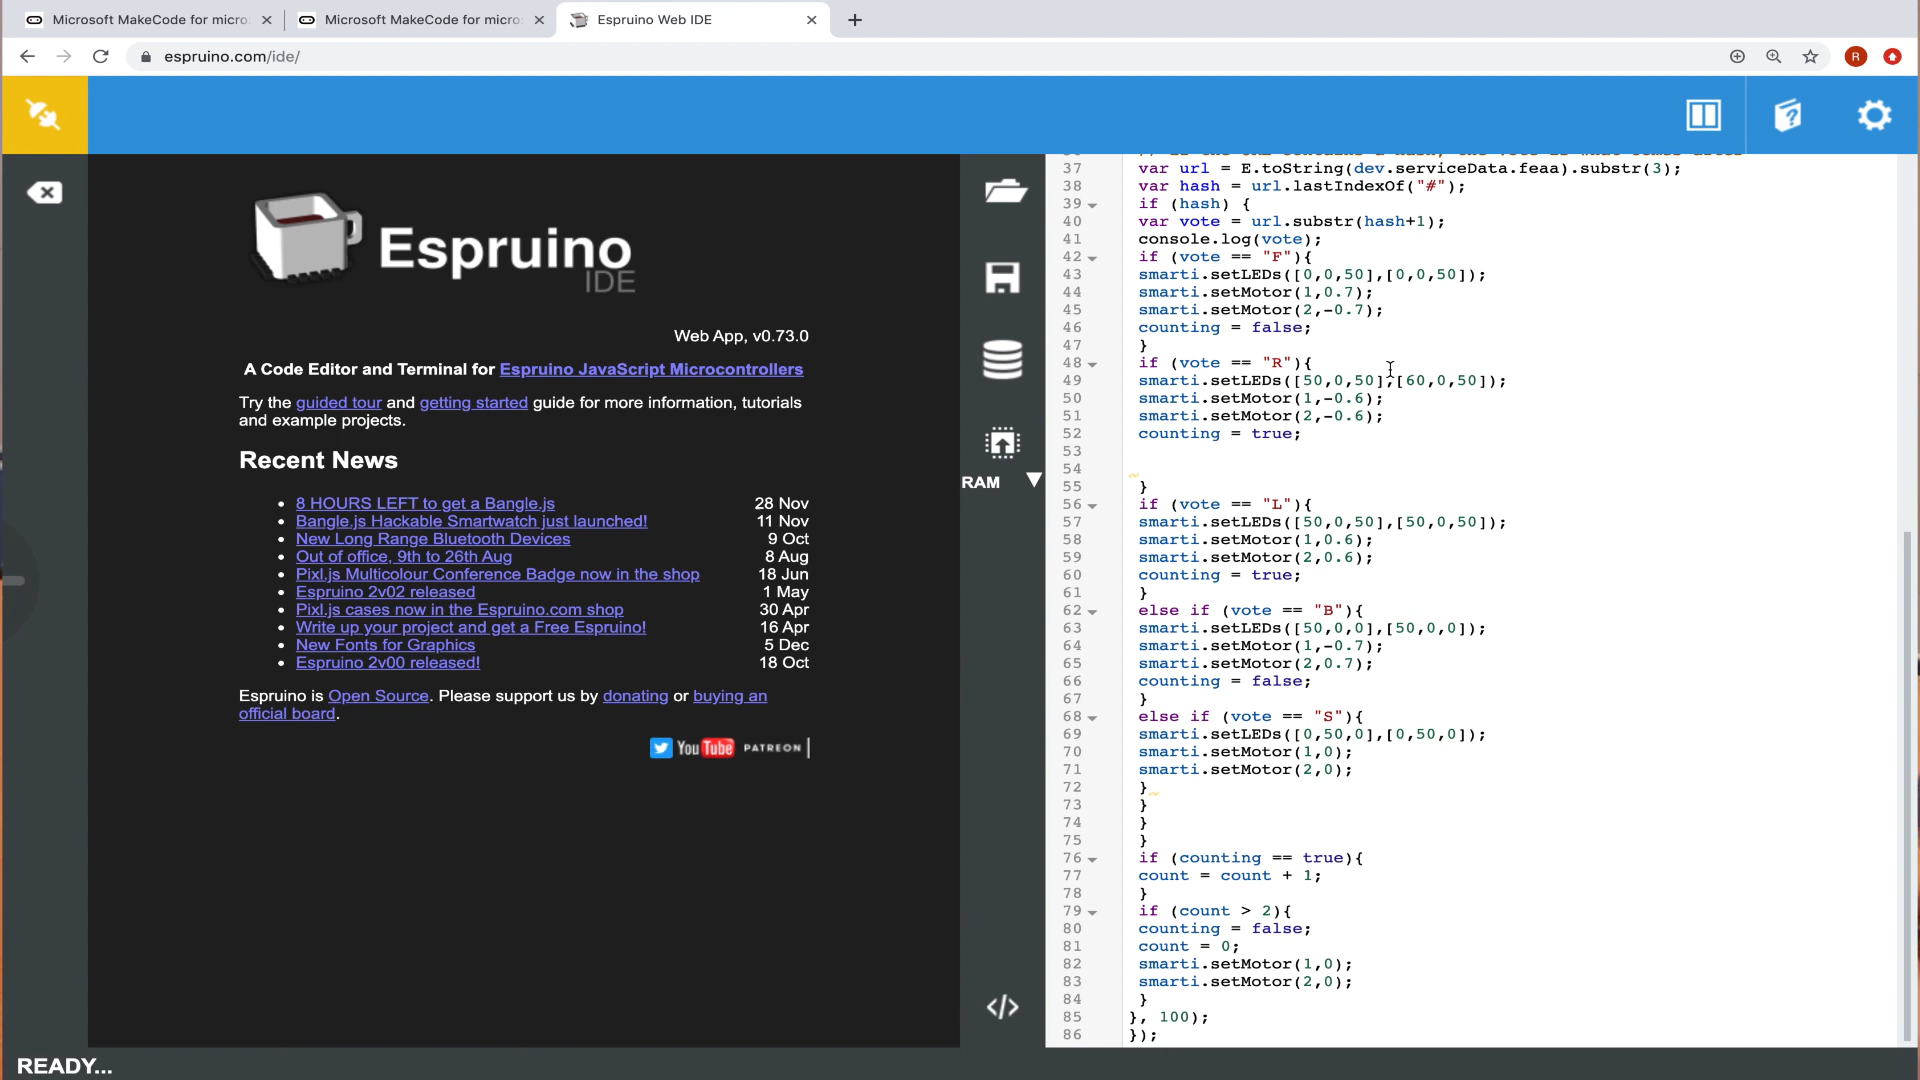 Microsoft MakeCode for micro
Microsoft MakeCode for micro
Espruino Web IDE
espruino.com/ide/
R
Espruino
IDE
Web App, v0.73.0
A Code Editor and Terminal for Espruino JavaScript Microcontrollers
Try the guided tour and getting started guide for more information, tutorials
and example projects.
Recent News
8 HOURS LEFT to get a Bangle.js 28 Nov
Bangle.js Hackable Smartwatch just launched! 11 Nov
New Long Range Bluetooth Devices 9 Oct
Out of office, 9th to 26th Aug 8 Aug
Pixl.js Multicolour Conference Badge now in the shop 18 Jun
Espruino 2v02 released 1 May
Pixl.js cases now in the Espruino.com shop 30 Apr
Write up your project and get a Free Espruino! 16 Apr
New Fonts for Graphics 5 Dec
Espruino 2v00 released! 18 Oct
Espruino is Open Source. Please support us by donating or buying an
official board.
YouTube PATREON
RAM
37 var url = E.toString(dev.serviceData.feaa).substr(3);
38 var hash = url.lastIndexOf("#");
39 if (hash) {
40 var vote = url.substr(hash+1);
41 console.log(vote);
42 if (vote == "F"){
43 smarti.setLEDs([0,0,50],[0,0,50]);
44 smarti.setMotor(1,0.7);
45 smarti.setMotor(2,-0.7);
46 counting = false;
47 }
48 if (vote == "R"){
49 smarti.setLEDs([50,0,50],[60,0,50]);
50 smarti.setMotor(1,-0.6);
51 smarti.setMotor(2,-0.6);
52 counting = true;
53
54
55 }
56 if (vote == "L"){
57 smarti.setLEDs([50,0,50],[50,0,50]);
58 smarti.setMotor(1,0.6);
59 smarti.setMotor(2,0.6);
60 counting = true;
61 }
62 else if (vote == "B"){
63 smarti.setLEDs([50,0,0],[50,0,0]);
64 smarti.setMotor(1,-0.7);
65 smarti.setMotor(2,0.7);
66 counting = false;
67 }
68 else if (vote == "S"){
69 smarti.setLEDs([0,50,0],[0,50,0]);
70 smarti.setMotor(1,0);
71 smarti.setMotor(2,0);
72 }
73 }
74 }
75 }
76 if (counting == true){
77 count = count + 1;
78 }
79 if (count > 2){
80 counting = false;
81 count = 0;
82 smarti.setMotor(1,0);
83 smarti.setMotor(2,0);
84 }
85 }, 100);
86 });
READY...